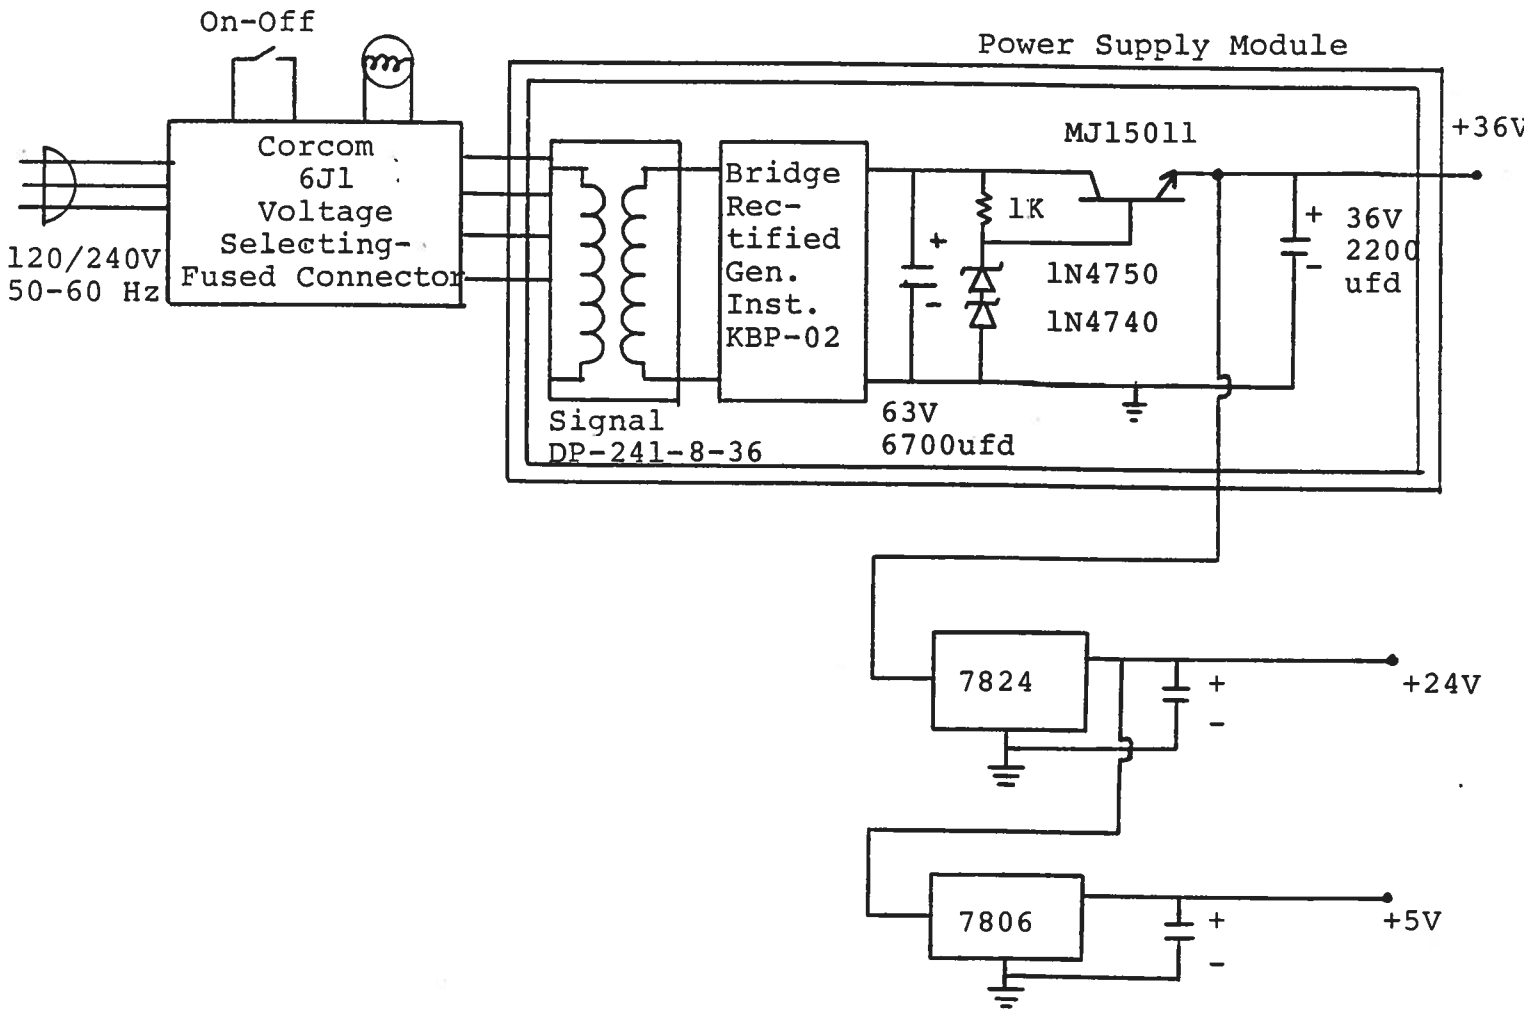 On-Off
Power Supply Module
Corcom
6J1
Voltage
Selecting-
Fused Connector
120/240V
50-60 Hz
Signal
DP-241-8-36
Bridge
Rec-
tified
Gen.
Inst.
KBP-02
MJ15011
+36V
1K
+
-
1N4750
1N4740
+
-
36V
2200
ufd
63V
6700ufd
7824
+
-
+24V
7806
+
-
+5V